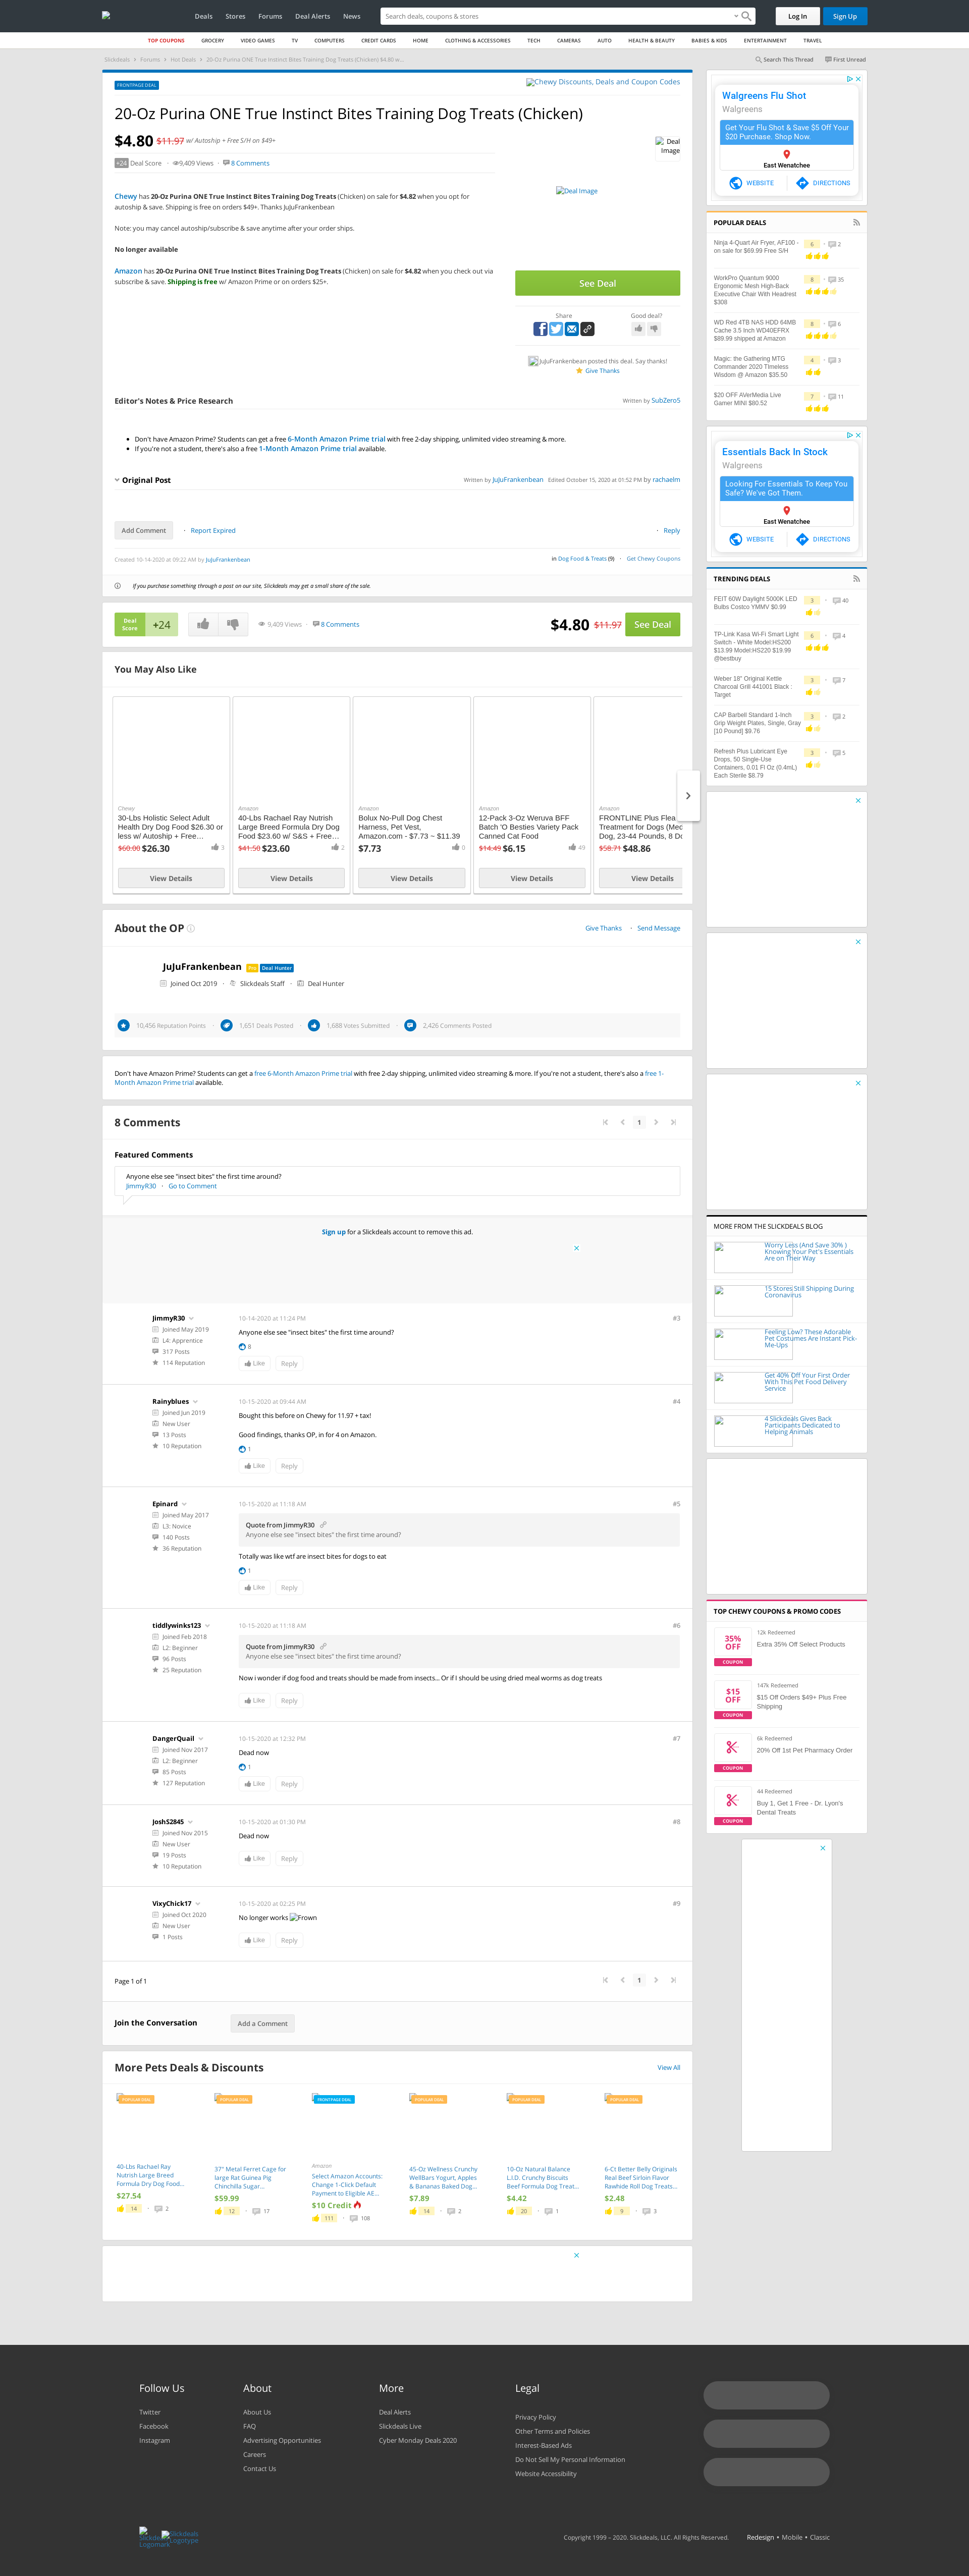 Deals Stores Forums Deal Alerts News Search deals, coupons & stores Log In Sign Up
TOP COUPONS GROCERY VIDEO GAMES TV COMPUTERS CREDIT CARDS HOME CLOTHING & ACCESSORIES TECH CAMERAS AUTO HEALTH & BEAUTY BABIES & KIDS ENTERTAINMENT TRAVEL
Slickdeals Forums Hot Deals 20-Oz Purina ONE True Instinct Bites Training Dog Treats (Chicken) $4.80 w... Search This Thread First Unread
FRONTPAGE DEAL
Chewy Discounts, Deals and Coupon Codes
20-Oz Purina ONE True Instinct Bites Training Dog Treats (Chicken)
$4.80 $11.97 w/ Autoship + Free S/H on $49+
Deal Image
+24 Deal Score 9,409 Views 8 Comments
Deal Image
Chewy has 20-Oz Purina ONE True Instinct Bites Training Dog Treats (Chicken) on sale for $4.82 when you opt for
autoship & save. Shipping is free on orders $49+. Thanks JuJuFrankenbean
Note: you may cancel autoship/subscribe & save anytime after your order ships.
No longer available
Amazon has 20-Oz Purina ONE True Instinct Bites Training Dog Treats (Chicken) on sale for $4.82 when you check out via
subscribe & save. Shipping is free w/ Amazon Prime or on orders $25+.
See Deal
Share Good deal?
JuJuFrankenbean posted this deal. Say thanks!
Give Thanks
Editor's Notes & Price Research Written by SubZero5
Don't have Amazon Prime? Students can get a free 6-Month Amazon Prime trial with free 2-day shipping, unlimited video streaming & more.
If you're not a student, there's also a free 1-Month Amazon Prime trial available.
Original Post Written by JuJuFrankenbean Edited October 15, 2020 at 01:52 PM by rachaelm
Add Comment Report Expired Reply
Created 10-14-2020 at 09:22 AM by JuJuFrankenbean in Dog Food & Treats (9) Get Chewy Coupons
If you purchase something through a post on our site, Slickdeals may get a small share of the sale.
Deal Score +24 9,409 Views 8 Comments $4.80 $11.97 See Deal
You May Also Like
Chewy
30-Lbs Holistic Select Adult
Health Dry Dog Food $26.30 or
less w/ Autoship + Free...
$60.00 $26.30 3
View Details
Amazon
40-Lbs Rachael Ray Nutrish
Large Breed Formula Dry Dog
Food $23.60 w/ S&S + Free...
$41.50 $23.60 2
View Details
Amazon
Bolux No-Pull Dog Chest
Harness, Pet Vest,
Amazon.com - $7.73 ~ $11.39
$7.73 0
View Details
Amazon
12-Pack 3-Oz Weruva BFF
Batch 'O Besties Variety Pack
Canned Cat Food
$14.49 $6.15 49
View Details
Amazon
FRONTLINE Plus Flea
Treatment for Dogs (Med
Dog, 23-44 Pounds, 8 Do
$58.71 $48.86
View Details
About the OP Give Thanks Send Message
JuJuFrankenbean Pro Deal Hunter
Joined Oct 2019 Slickdeals Staff Deal Hunter
10,456 Reputation Points 1,651 Deals Posted 1,688 Votes Submitted 2,426 Comments Posted
Don't have Amazon Prime? Students can get a free 6-Month Amazon Prime trial with free 2-day shipping, unlimited video streaming & more. If you're not a student, there's also a free 1-
Month Amazon Prime trial available.
8 Comments 1
Featured Comments
Anyone else see "insect bites" the first time around?
JimmyR30 Go to Comment
Sign up for a Slickdeals account to remove this ad.
JimmyR30 10-14-2020 at 11:24 PM #3
Joined May 2019
L4: Apprentice
317 Posts
114 Reputation
Anyone else see "insect bites" the first time around?
8
Like Reply
Rainyblues 10-15-2020 at 09:44 AM #4
Joined Jun 2019
New User
13 Posts
10 Reputation
Bought this before on Chewy for 11.97 + tax!
Good findings, thanks OP, in for 4 on Amazon.
1
Like Reply
Epinard 10-15-2020 at 11:18 AM #5
Joined May 2017
L3: Novice
140 Posts
36 Reputation
Quote from JimmyR30
Anyone else see "insect bites" the first time around?
Totally was like wtf are insect bites for dogs to eat
1
Like Reply
tiddlywinks123 10-15-2020 at 11:18 AM #6
Joined Feb 2018
L2: Beginner
96 Posts
25 Reputation
Quote from JimmyR30
Anyone else see "insect bites" the first time around?
Now i wonder if dog food and treats should be made from insects... Or if I should be using dried meal worms as dog treats
Like Reply
DangerQuail 10-15-2020 at 12:32 PM #7
Joined Nov 2017
L2: Beginner
85 Posts
127 Reputation
Dead now
1
Like Reply
JoshS2845 10-15-2020 at 01:30 PM #8
Joined Nov 2015
New User
19 Posts
10 Reputation
Dead now
Like Reply
VixyChick17 10-15-2020 at 02:25 PM #9
Joined Oct 2020
New User
1 Posts
No longer works Frown
Like Reply
Page 1 of 1 1
Join the Conversation Add a Comment
More Pets Deals & Discounts View All
POPULAR DEAL
40-Lbs Rachael Ray
Nutrish Large Breed
Formula Dry Dog Food...
$27.54
14 2
POPULAR DEAL
37" Metal Ferret Cage for
large Rat Guinea Pig
Chinchilla Sugar...
$59.99
12 17
FRONTPAGE DEAL
Amazon
Select Amazon Accounts:
Change 1-Click Default
Payment to Eligible AE...
$10 Credit
111 108
POPULAR DEAL
45-Oz Wellness Crunchy
WellBars Yogurt, Apples
& Bananas Baked Dog...
$7.89
14 2
POPULAR DEAL
10-Oz Natural Balance
L.I.D. Crunchy Biscuits
Beef Formula Dog Treat...
$4.42
20 1
POPULAR DEAL
6-Ct Better Belly Originals
Real Beef Sirloin Flavor
Rawhide Roll Dog Treats...
$2.48
9 3
Walgreens Flu Shot
Walgreens
Get Your Flu Shot & Save $5 Off Your
$20 Purchase. Shop Now.
East Wenatchee
WEBSITE DIRECTIONS
POPULAR DEALS
Ninja 4-Quart Air Fryer, AF100 -
on sale for $69.99 Free S/H
6 2
WorkPro Quantum 9000
Ergonomic Mesh High-Back
Executive Chair With Headrest
$308
8 35
WD Red 4TB NAS HDD 64MB
Cache 3.5 Inch WD40EFRX
$89.99 shipped at Amazon
8 6
Magic: the Gathering MTG
Commander 2020 Timeless
Wisdom @ Amazon $35.50
4 3
$20 OFF AVerMedia Live
Gamer MINI $80.52
7 11
Essentials Back In Stock
Walgreens
Looking For Essentials To Keep You
Safe? We've Got Them.
East Wenatchee
WEBSITE DIRECTIONS
TRENDING DEALS
FEIT 60W Daylight 5000K LED
Bulbs Costco YMMV $0.99
3 40
TP-Link Kasa Wi-Fi Smart Light
Switch - White Model:HS200
$13.99 Model:HS220 $19.99
@bestbuy
6 4
Weber 18" Original Kettle
Charcoal Grill 441001 Black :
Target
3 7
CAP Barbell Standard 1-Inch
Grip Weight Plates. Single, Gray
[10 Pound] $9.76
3 2
Refresh Plus Lubricant Eye
Drops, 50 Single-Use
Containers, 0.01 Fl Oz (0.4mL)
Each Sterile $8.79
3 5
MORE FROM THE SLICKDEALS BLOG
Worry Less (And Save 30% )
Knowing Your Pet's Essentials
Are on Their Way
15 Stores Still Shipping During
Coronavirus
Feeling Low? These Adorable
Pet Costumes Are Instant Pick-
Me-Ups
Get 40% Off Your First Order
With This Pet Food Delivery
Service
4 Slickdeals Gives Back
Participants Dedicated to
Helping Animals
TOP CHEWY COUPONS & PROMO CODES
35% OFF COUPON
12k Redeemed
Extra 35% Off Select Products
$15 OFF COUPON
147k Redeemed
$15 Off Orders $49+ Plus Free
Shipping
COUPON
6k Redeemed
20% Off 1st Pet Pharmacy Order
COUPON
44 Redeemed
Buy 1, Get 1 Free - Dr. Lyon's
Dental Treats
Follow Us
Twitter
Facebook
Instagram
About
About Us
FAQ
Advertising Opportunities
Careers
Contact Us
More
Deal Alerts
Slickdeals Live
Cyber Monday Deals 2020
Legal
Privacy Policy
Other Terms and Policies
Interest-Based Ads
Do Not Sell My Personal Information
Website Accessibility
Slickdeals Logomark Slickdeals Logotype
Copyright 1999 – 2020. Slickdeals, LLC. All Rights Reserved. Redesign • Mobile • Classic